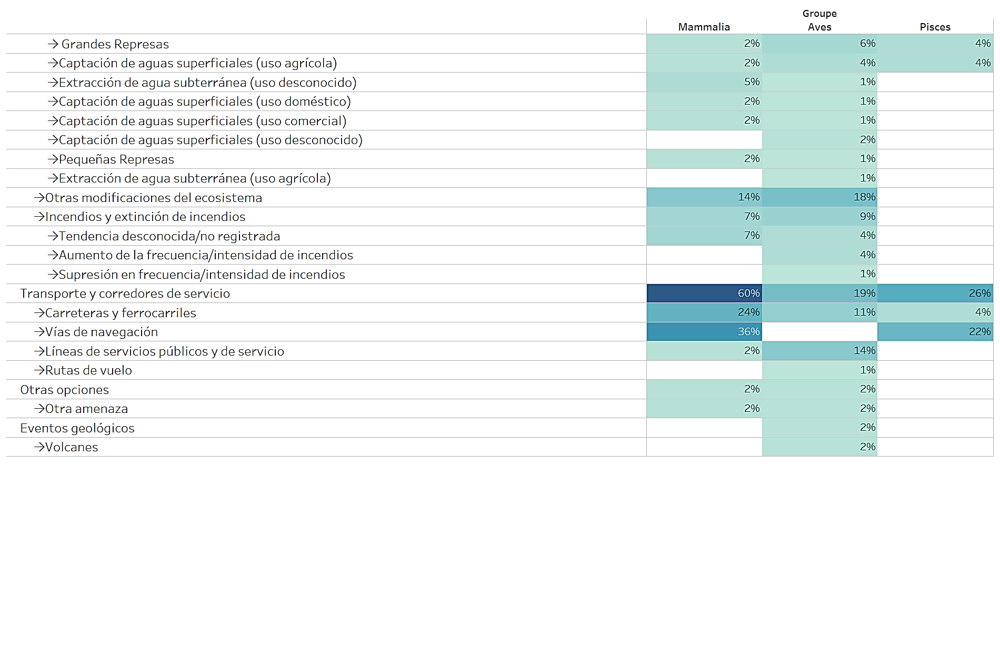 Groupe
Mammalia Aves Pisces
→ Grandes Represas 2% 6% 4%
→Captación de aguas superficiales (uso agrícola) 2% 4% 4%
→Extracción de agua subterránea (uso desconocido) 5% 1%
→Captación de aguas superficiales (uso doméstico) 2% 1%
→Captación de aguas superficiales (uso comercial) 2% 1%
→Captación de aguas superficiales (uso desconocido) 2%
→Pequeñas Represas 2% 1%
→Extracción de agua subterránea (uso agrícola) 1%
→Otras modificaciones del ecosistema 14% 18%
→Incendios y extinción de incendios 7% 9%
→Tendencia desconocida/no registrada 7% 4%
→Aumento de la frecuencia/intensidad de incendios 4%
→Supresión en frecuencia/intensidad de incendios 1%
Transporte y corredores de servicio 60% 19% 26%
→Carreteras y ferrocarriles 24% 11% 4%
→Vías de navegación 36% 22%
→Líneas de servicios públicos y de servicio 2% 14%
→Rutas de vuelo 1%
Otras opciones 2% 2%
→Otra amenaza 2% 2%
Eventos geológicos 2%
→Volcanes 2%